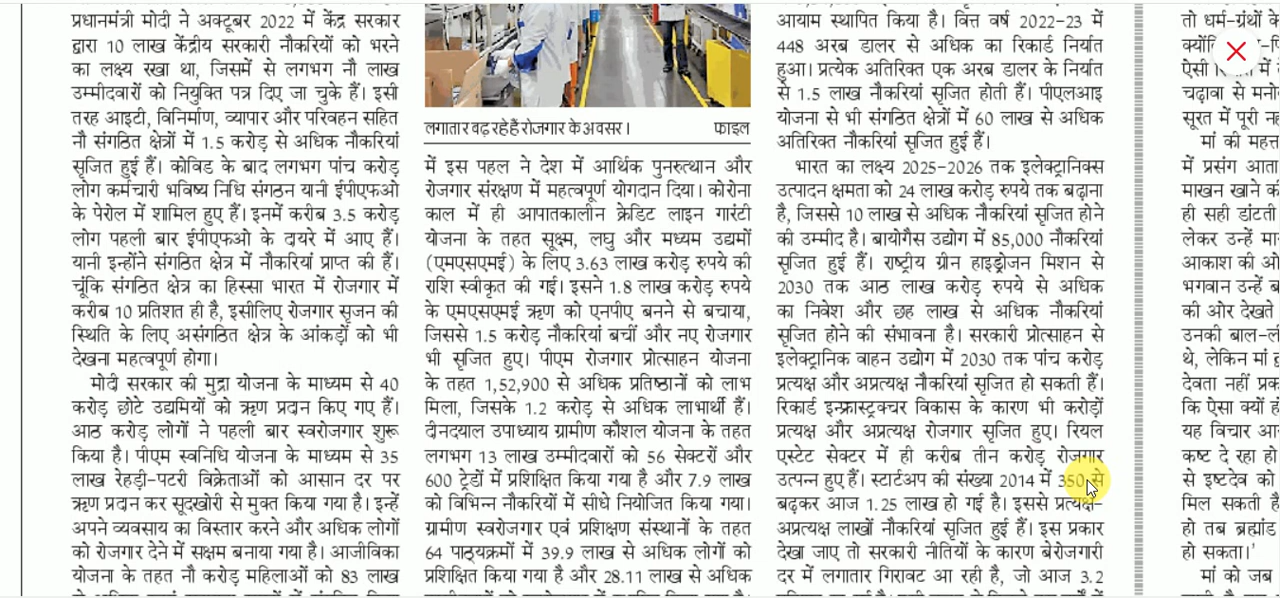 प्रधानमंत्री मोदी ने अक्टूबर 2022 में केंद्र सरकार
द्वारा 10 लाख केंद्रीय सरकारी नौकरियों को भरने
का लक्ष्य रखा था, जिसमें से लगभग नौ लाख
उम्मीदवारों को नियुक्ति पत्र दिए जा चुके हैं। इसी
तरह आइटी, विनिर्माण, व्यापार और परिवहन सहित
नौ संगठित क्षेत्रों में 1.5 करोड़ से अधिक नौकरियां
सृजित हुई हैं। कोविड के बाद लगभग पांच करोड़
लोग कर्मचारी भविष्य निधि संगठन यानी ईपीएफओ
के पेरोल में शामिल हुए हैं। इनमें करीब 3.5 करोड़
लोग पहली बार ईपीएफओ के दायरे में आए हैं।
यानी इन्होंने संगठित क्षेत्र में नौकरियां प्राप्त की हैं।
चूंकि संगठित क्षेत्र का हिस्सा भारत में रोजगार में
करीब 10 प्रतिशत ही है, इसीलिए रोजगार सृजन की
स्थिति के लिए असंगठित क्षेत्र के आंकड़ों को भी
देखना महत्वपूर्ण होगा।
मोदी सरकार की मुद्रा योजना के माध्यम से 40
करोड़ छोटे उद्यमियों को ऋण प्रदान किए गए हैं।
आठ करोड़ लोगों ने पहली बार स्वरोजगार शुरू
किया है। पीएम स्वनिधि योजना के माध्यम से 35
लाख रेहड़ी-पटरी विक्रेताओं को आसान दर पर
ऋण प्रदान कर सूदखोरी से मुक्त किया गया है। इन्हें
अपने व्यवसाय का विस्तार करने और अधिक लोगों
को रोजगार देने में सक्षम बनाया गया है। आजीविका
योजना के तहत नौ करोड़ महिलाओं को 83 लाख
लगातार बढ़ रहे हैं रोजगार के अवसर। फाइल
में इस पहल ने देश में आर्थिक पुनरुत्थान और
रोजगार संरक्षण में महत्वपूर्ण योगदान दिया। कोरोना
काल में ही आपातकालीन क्रेडिट लाइन गारंटी
योजना के तहत सूक्ष्म, लघु और मध्यम उद्यमों
(एमएसएमई) के लिए 3.63 लाख करोड़ रुपये की
राशि स्वीकृत की गई। इसने 1.8 लाख करोड़ रुपये
के एमएसएमई ऋण को एनपीए बनने से बचाया,
जिससे 1.5 करोड़ नौकरियां बचीं और नए रोजगार
भी सृजित हुए। पीएम रोजगार प्रोत्साहन योजना
के तहत 1,52,900 से अधिक प्रतिष्ठानों को लाभ
मिला, जिसके 1.2 करोड़ से अधिक लाभार्थी हैं।
दीनदयाल उपाध्याय ग्रामीण कौशल योजना के तहत
लगभग 13 लाख उम्मीदवारों को 56 सेक्टरों और
600 ट्रेडों में प्रशिक्षित किया गया है और 7.9 लाख
को विभिन्न नौकरियों में सीधे नियोजित किया गया।
ग्रामीण स्वरोजगार एवं प्रशिक्षण संस्थानों के तहत
64 पाठ्यक्रमों में 39.9 लाख से अधिक लोगों को
प्रशिक्षित किया गया है और 28.11 लाख से अधिक
आयाम स्थापित किया है। वित्त वर्ष 2022-23 में
448 अरब डालर से अधिक का रिकार्ड निर्यात
हुआ। प्रत्येक अतिरिक्त एक अरब डालर के निर्यात
से 1.5 लाख नौकरियां सृजित होती हैं। पीएलआइ
योजना से भी संगठित क्षेत्रों में 60 लाख से अधिक
अतिरिक्त नौकरियां सृजित हुई हैं।
भारत का लक्ष्य 2025-2026 तक इलेक्ट्रानिक्स
उत्पादन क्षमता को 24 लाख करोड़ रुपये तक बढ़ाना
है, जिससे 10 लाख से अधिक नौकरियां सृजित होने
की उम्मीद है। बायोगैस उद्योग में 85,000 नौकरियां
सृजित हुई हैं। राष्ट्रीय ग्रीन हाइड्रोजन मिशन से
2030 तक आठ लाख करोड़ रुपये से अधिक
का निवेश और छह लाख से अधिक नौकरियां
सृजित होने की संभावना है। सरकारी प्रोत्साहन से
इलेक्ट्रानिक वाहन उद्योग में 2030 तक पांच करोड़
प्रत्यक्ष और अप्रत्यक्ष नौकरियां सृजित हो सकती हैं।
रिकार्ड इन्फ्रास्ट्रक्चर विकास के कारण भी करोड़ों
प्रत्यक्ष और अप्रत्यक्ष रोजगार सृजित हुए। रियल
एस्टेट सेक्टर में ही करीब तीन करोड़ रोजगार
उत्पन्न हुए हैं। स्टार्टअप की संख्या 2014 में 350 से
बढ़कर आज 1.25 लाख हो गई है। इससे प्रत्यक्ष-
अप्रत्यक्ष लाखों नौकरियां सृजित हुई हैं। इस प्रकार
देखा जाए तो सरकारी नीतियों के कारण बेरोजगारी
दर में लगातार गिरावट आ रही है, जो आज 3.2
तो धर्म-ग्रंथों के
ऐसी में
चढ़ावा से
सूरत में पूरी
मां की
में प्रसंग आता
माखन खाने की
ही सही डांटती
लेकर उन्हें
आकाश की ओ
भगवान उन्हें
की ओर देखते
उनकी बाल-
थे, लेकिन मां
देवता नहीं
कि ऐसा क्यों
यह विचार
कष्ट दे रहा हो
से इष्टदेव को
मिल सकती है
हो तब ब्रह्मांड
हो सकता।'
मां को जब